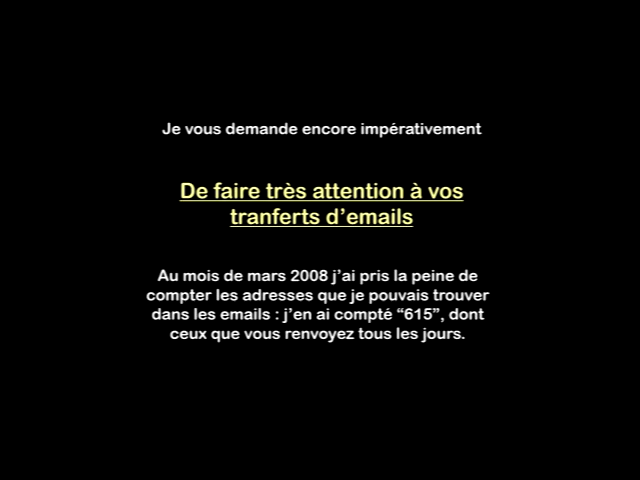 Je vous demande encore impérativement
De faire très attention à vos
tranferts d’emails
Au mois de mars 2008 j’ai pris la peine de
compter les adresses que je pouvais trouver
dans les emails : j’en ai compté “615”, dont
ceux que vous renvoyez tous les jours.